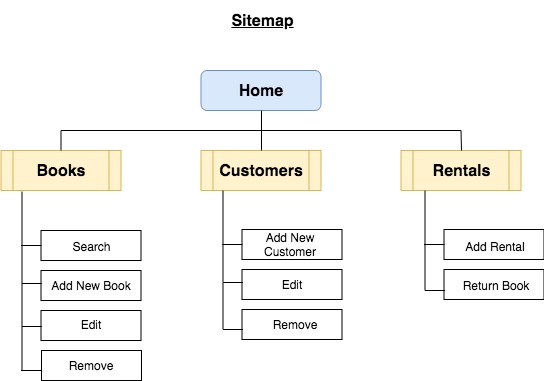 Sitemap
Home
Books
Customers
Rentals
Search
Add New Book
Edit
Remove
Add New
Customer
Edit
Remove
Add Rental
Return Book